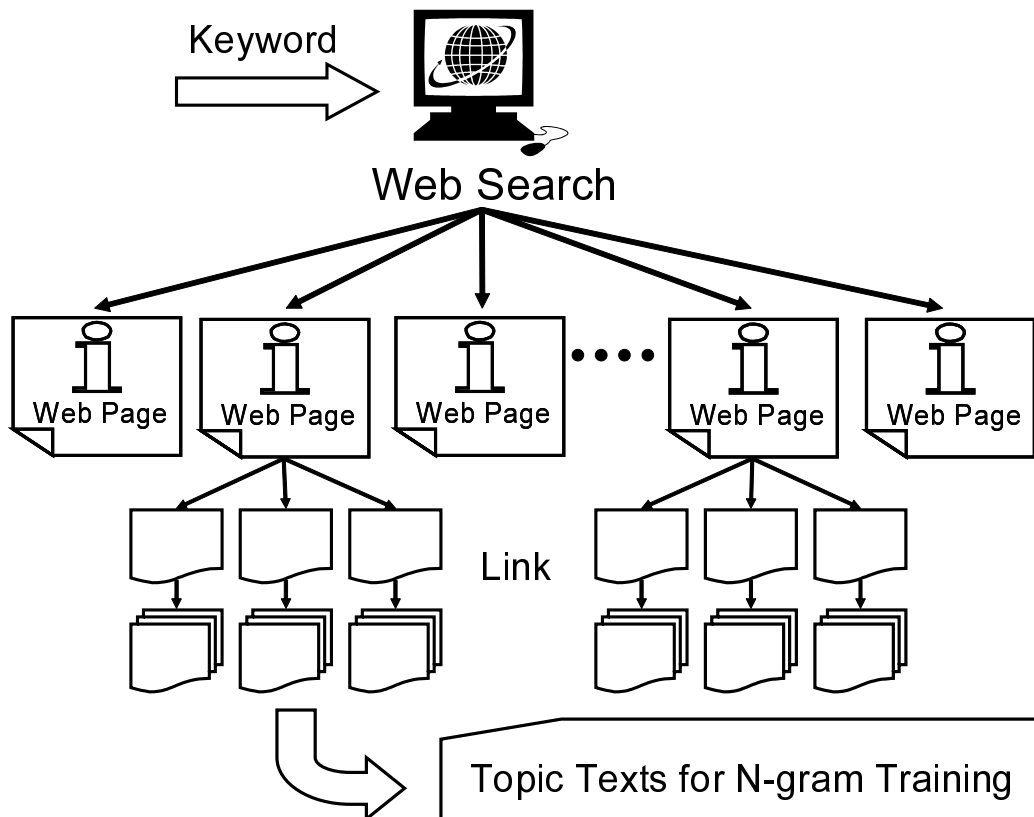 Keyword
Web Search
Web Page
Web Page
Web Page
Web Page
Web Page
Link
Topic Texts for N-gram Training